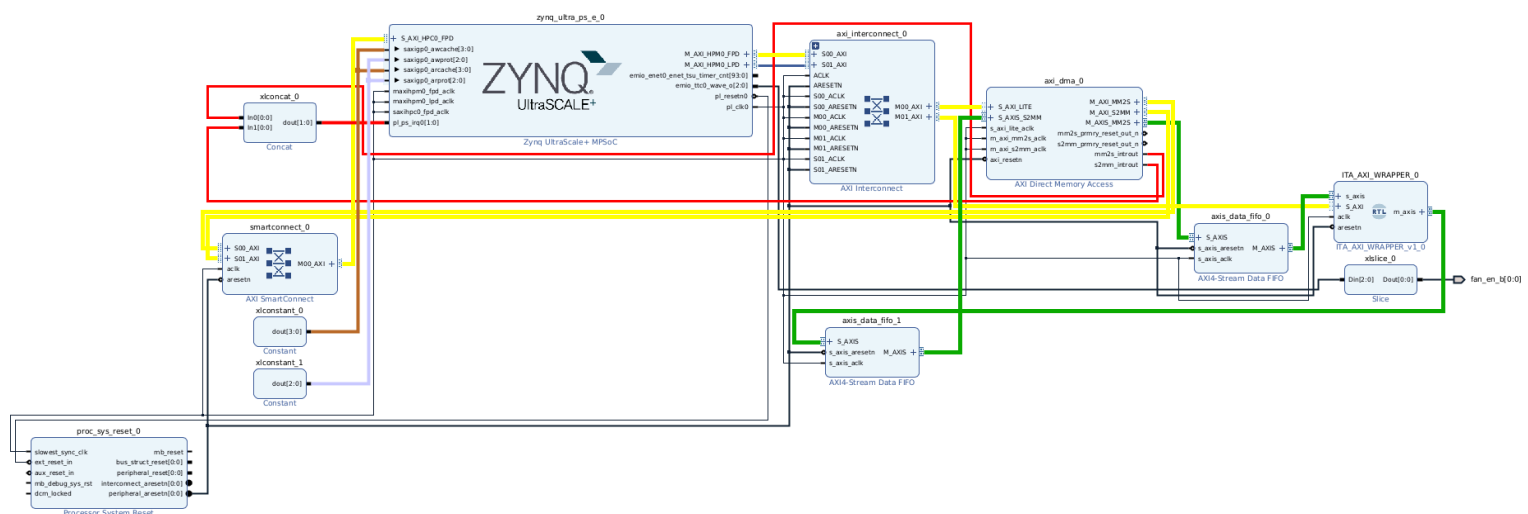 zynq_ultra_ps_e_0
S_AXI_HPC0_FPD
saxigp0_awcache[3:0]
saxigp0_awprot[2:0]
saxigp0_arcache[3:0]
saxigp0_arprot[2:0]
maxihpm0_fpd_aclk
maxihpm0_lpd_aclk
saxihpc0_fpd_aclk
pl_ps_irq0[1:0]
ZYNQ
UltraSCALE+
M_AXI_HPM0_FPD
M_AXI_HPM0_LPD
emio_enet0_enet_tsu_timer_cnt[93:0]
emio_ttc0_wave_o[2:0]
pl_resetn0
pl_clk0
Zynq UltraScale+ MPSoC
xlconcat_0
In0[0:0]
In1[0:0]
dout[1:0]
Concat
axi_interconnect_0
S00_AXI
S01_AXI
ACLK
ARESETN
S00_ACLK
S00_ARESETN
M00_ACLK
M00_ARESETN
M01_ACLK
M01_ARESETN
S01_ACLK
S01_ARESETN
M00_AXI
M01_AXI
AXI Interconnect
axi_dma_0
S_AXI_LITE
S_AXIS_S2MM
s_axi_lite_aclk
m_axi_mm2s_aclk
m_axi_s2mm_aclk
axi_resetn
M_AXI_MM2S
M_AXI_S2MM
M_AXIS_MM2S
mm2s_prmry_reset_out_n
s2mm_prmry_reset_out_n
mm2s_introut
s2mm_introut
AXI Direct Memory Access
ITA_AXI_WRAPPER_0
s_axis
S_AXI
aclk
aresetn
RTL
m_axis
ITA_AXI_WRAPPER_v1_0
axis_data_fifo_0
S_AXIS
s_axis_aresetn
s_axis_aclk
M_AXIS
AXI4-Stream Data FIFO
xlslice_0
Din[2:0]
Dout[0:0]
Slice
fan_en_b[0:0]
smartconnect_0
S00_AXI
S01_AXI
aclk
aresetn
M00_AXI
AXI SmartConnect
xlconstant_0
dout[3:0]
Constant
xlconstant_1
dout[2:0]
Constant
axis_data_fifo_1
S_AXIS
s_axis_aresetn
s_axis_aclk
M_AXIS
AXI4-Stream Data FIFO
proc_sys_reset_0
slowest_sync_clk
ext_reset_in
aux_reset_in
mb_debug_sys_rst
dcm_locked
mb_reset
bus_struct_reset[0:0]
peripheral_reset[0:0]
interconnect_aresetn[0:0]
peripheral_aresetn[0:0]
Processor System Reset